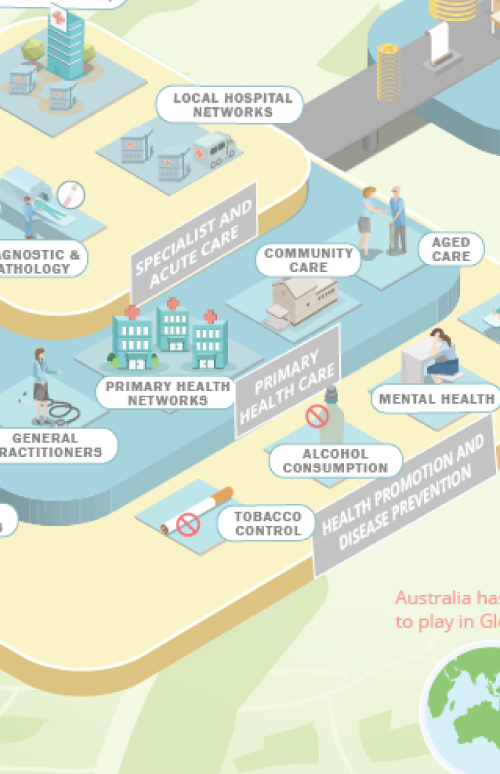 LOCAL HOSPITAL
NETWORKS
SPECIALIST AND
ACUTE CARE
AGNOSTIC &
ATHOLOGY
COMMUNITY
CARE
AGED
CARE
PRIMARY HEALTH
NETWORKS
PRIMARY
HEALTH CARE
MENTAL HEALTH
GENERAL
RACTITIONERS
ALCOHOL
CONSUMPTION
HEALTH PROMOTION AND
DISEASE PREVENTION
TOBACCO
CONTROL
Australia has
to play in Gl